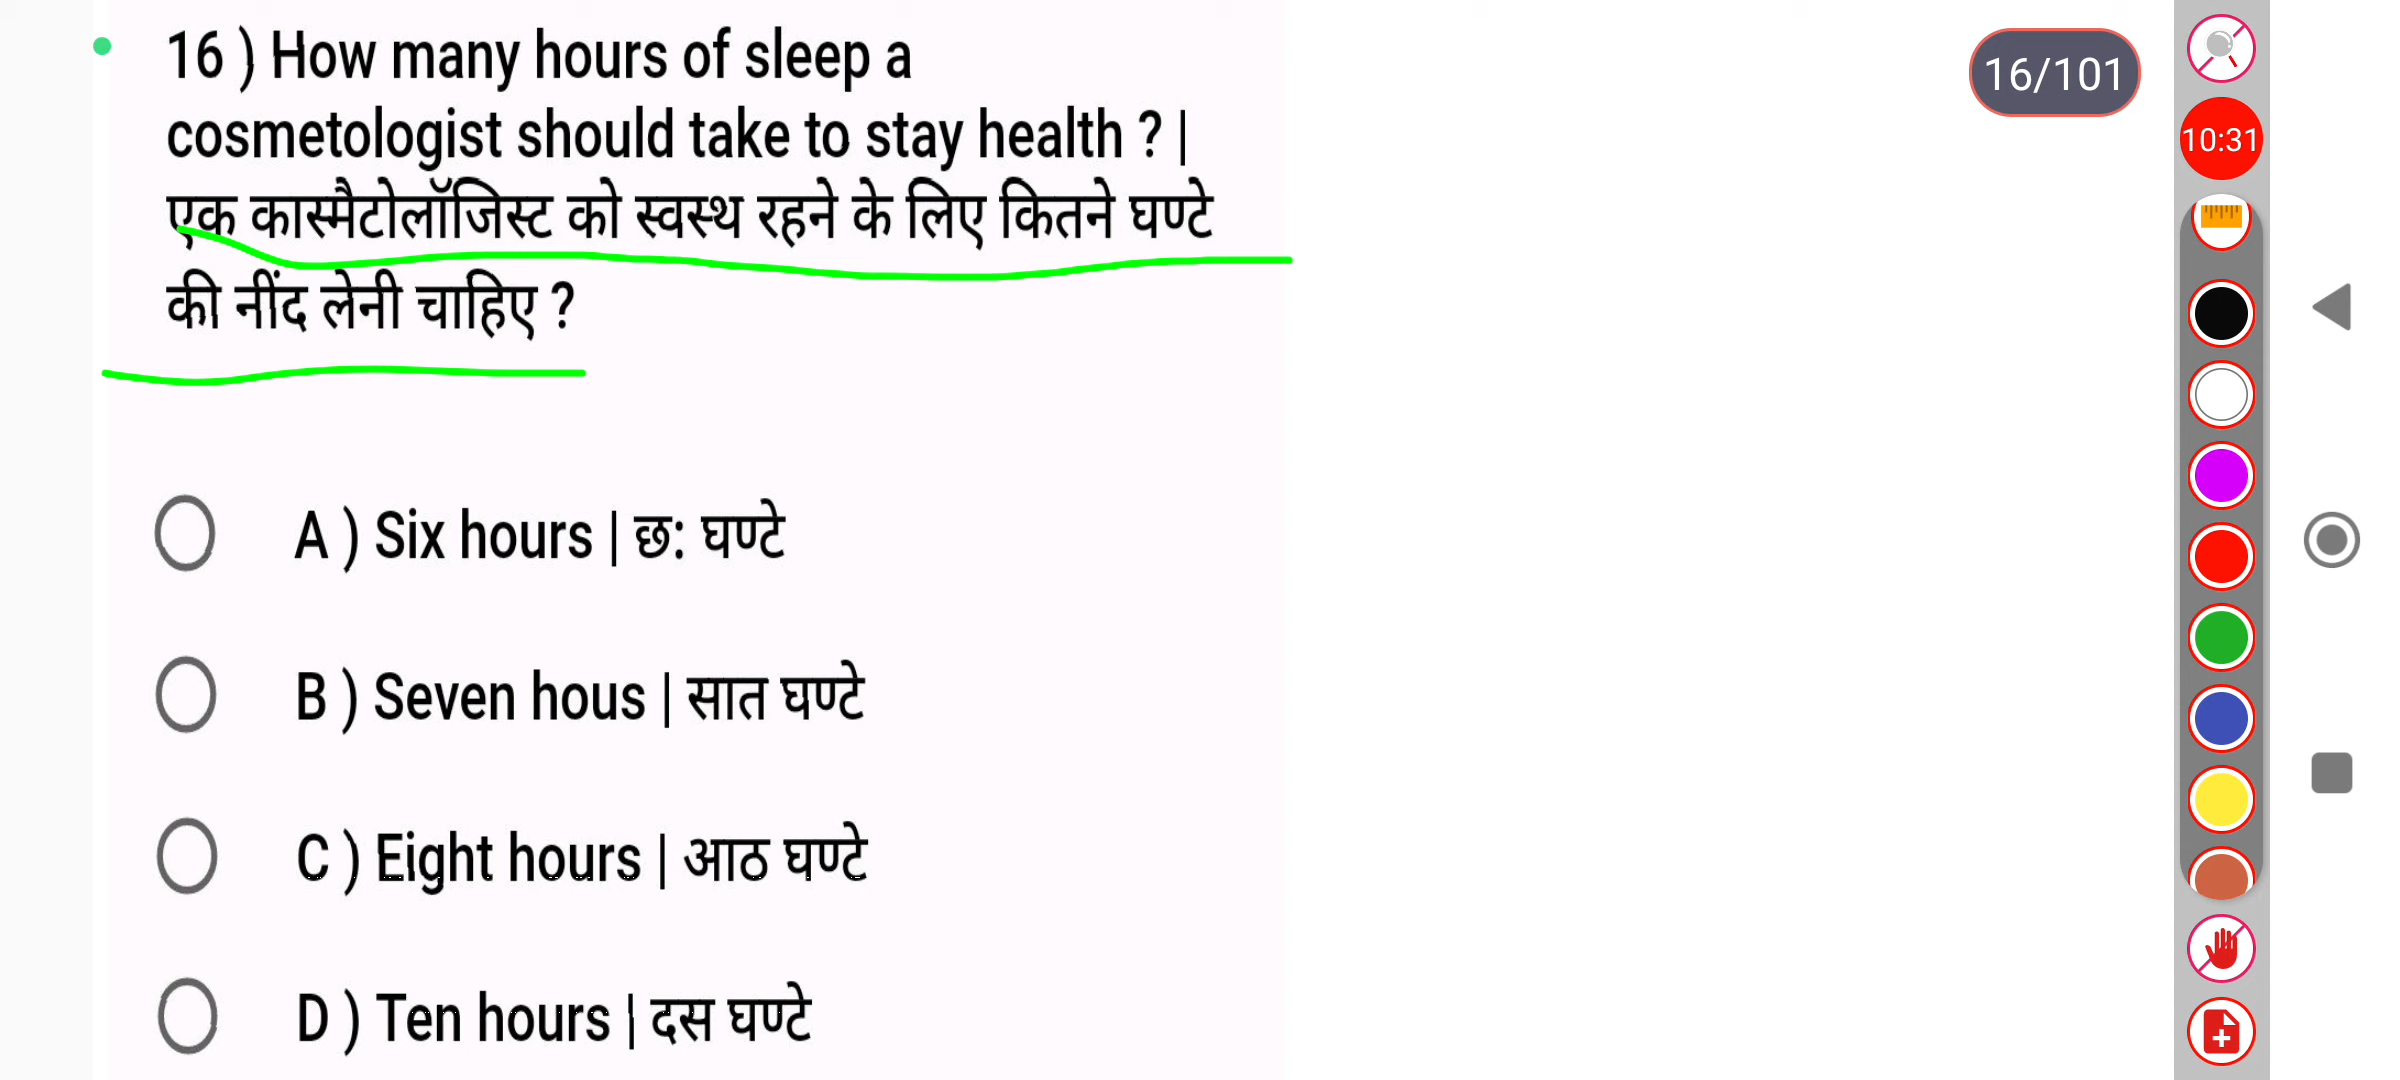 16 ) How many hours of sleep a
cosmetologist should take to stay health ? |
एक कास्मैटोलॉजिस्ट को स्वस्थ रहने के लिए कितने घण्टे
की नींद लेनी चाहिए ?
A ) Six hours | छ: घण्टे
B ) Seven hous | सात घण्टे
C ) Eight hours | आठ घण्टे
D ) Ten hours | दस घण्टे
16/101
10:31